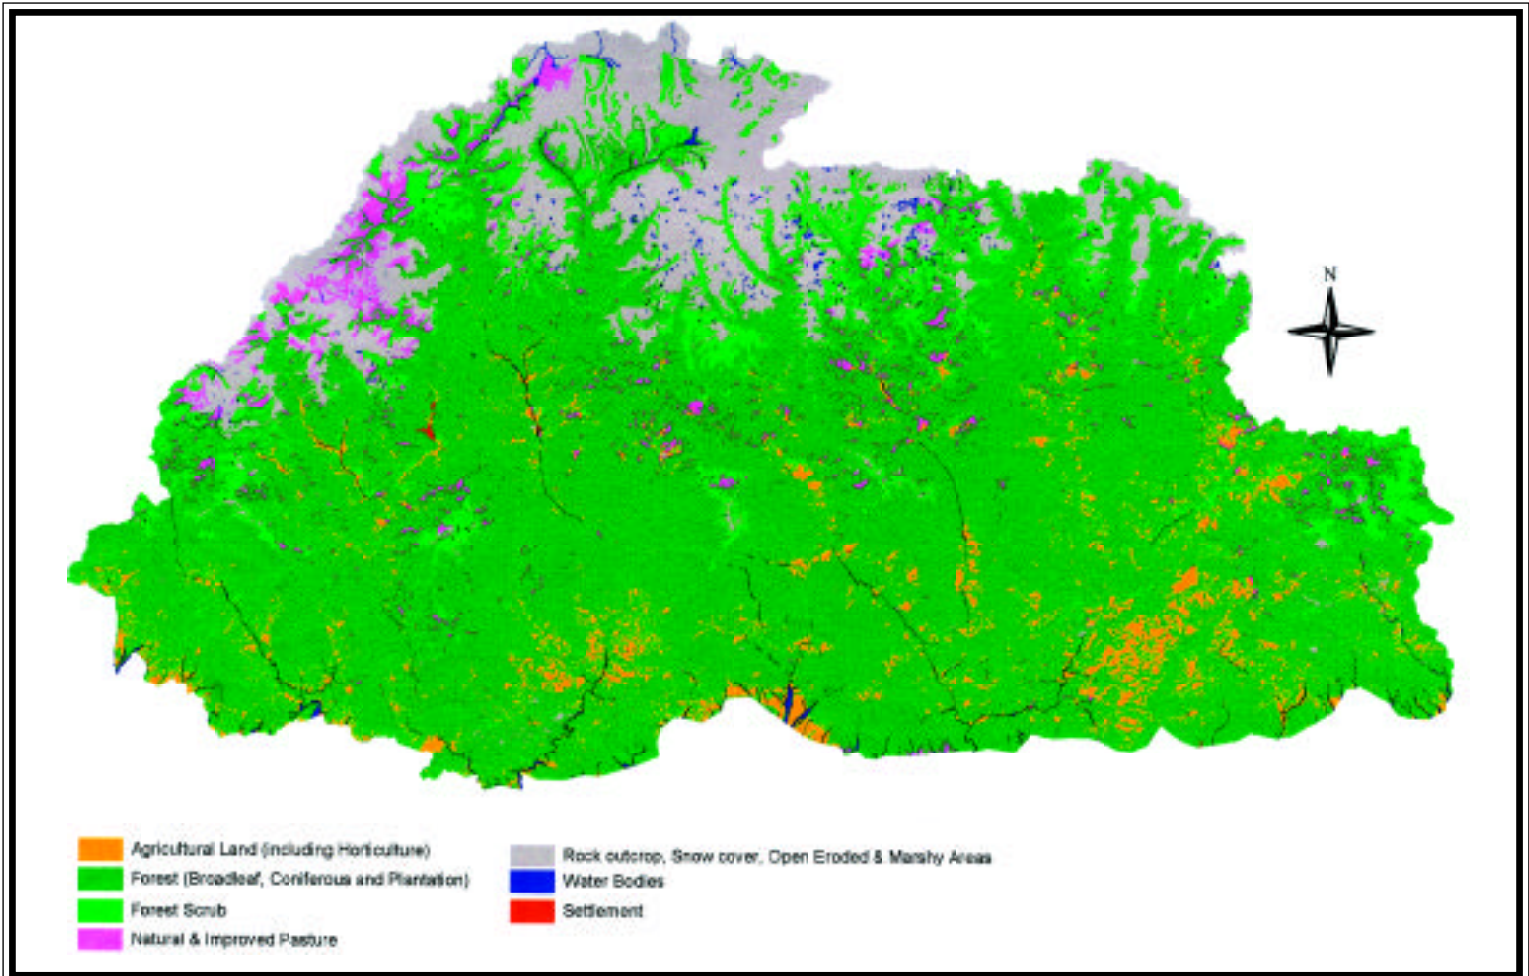 N
Agricultural Land (including Horticulture)
Forest (Broadleaf, Coniferous and Plantation)
Forest Scrub
Natural & Improved Pasture
Rock outcrop, Snow cover, Open Eroded & Marshy Areas
Water Bodies
Settlement